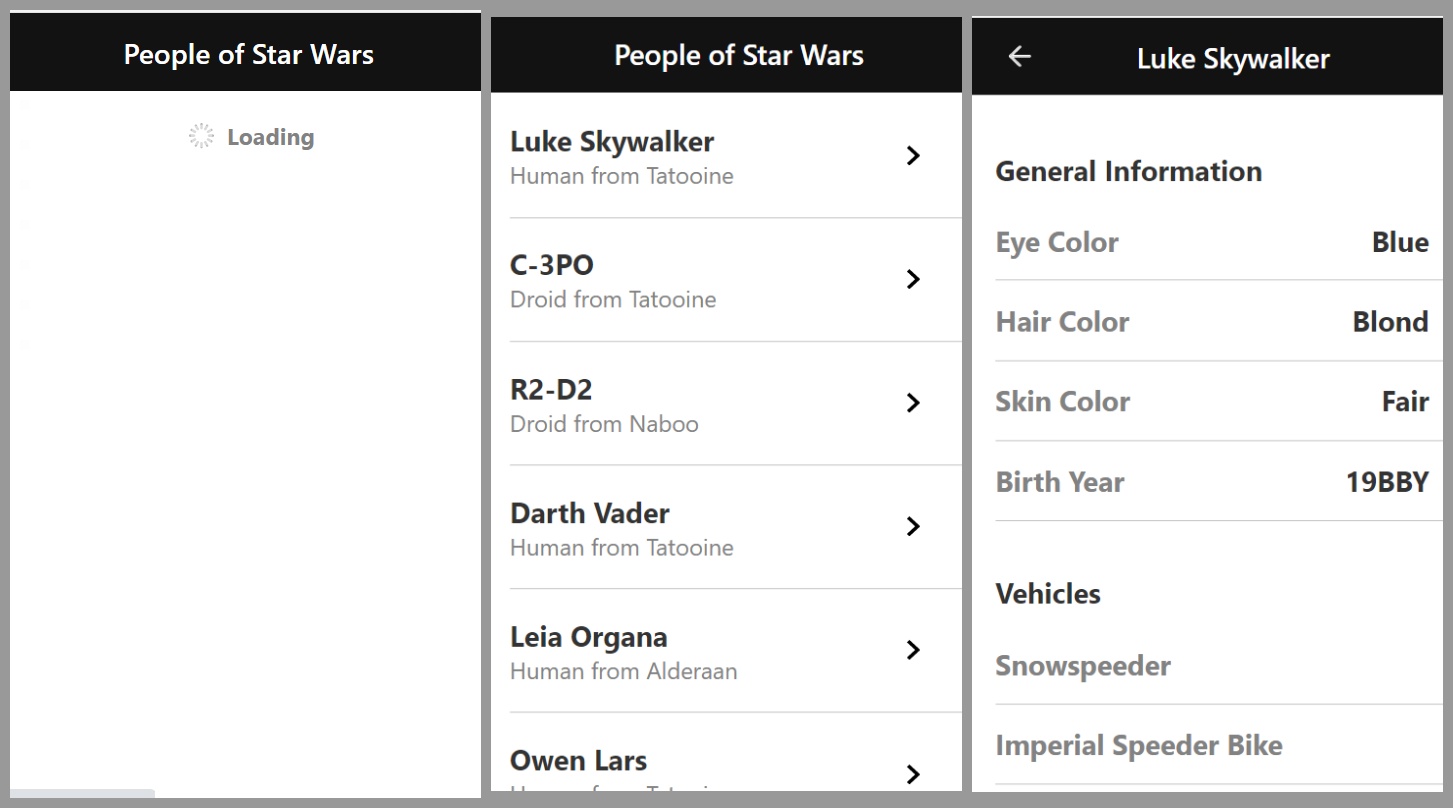 People of Star Wars
Loading
People of Star Wars
Luke Skywalker
Human from Tatooine
C-3PO
Droid from Tatooine
R2-D2
Droid from Naboo
Darth Vader
Human from Tatooine
Leia Organa
Human from Alderaan
Owen Lars
Luke Skywalker
General Information
Eye Color Blue
Hair Color Blond
Skin Color Fair
Birth Year 19BBY
Vehicles
Snowspeeder
Imperial Speeder Bike